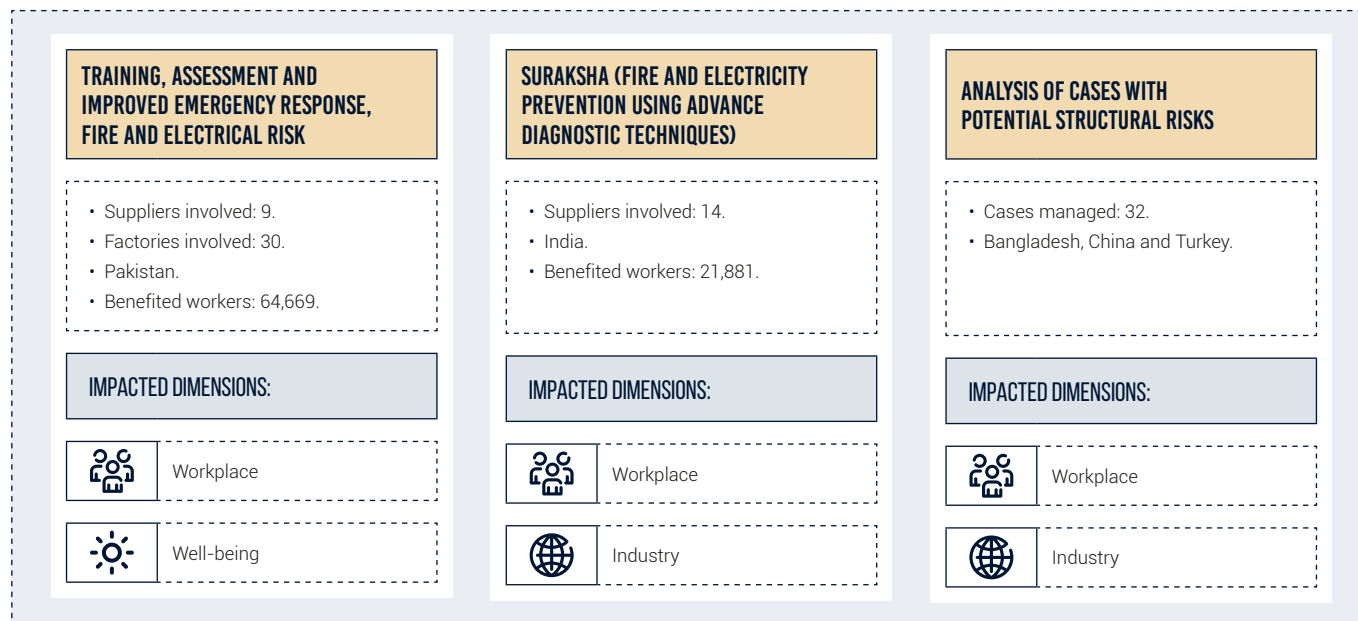 TRAINING, ASSESSMENT AND
IMPROVED EMERGENCY RESPONSE,
FIRE AND ELECTRICAL RISK
• Suppliers involved: 9.
• Factories involved: 30.
• Pakistan.
• Benefited workers: 64,669.
IMPACTED DIMENSIONS:
Workplace
Well-being
SURAKSHA (FIRE AND ELECTRICITY
PREVENTION USING ADVANCE
DIAGNOSTIC TECHNIQUES)
• Suppliers involved: 14.
• India.
• Benefited workers: 21,881.
IMPACTED DIMENSIONS:
Workplace
Industry
ANALYSIS OF CASES WITH
POTENTIAL STRUCTURAL RISKS
• Cases managed: 32.
• Bangladesh, China and Turkey.
IMPACTED DIMENSIONS:
Workplace
Industry